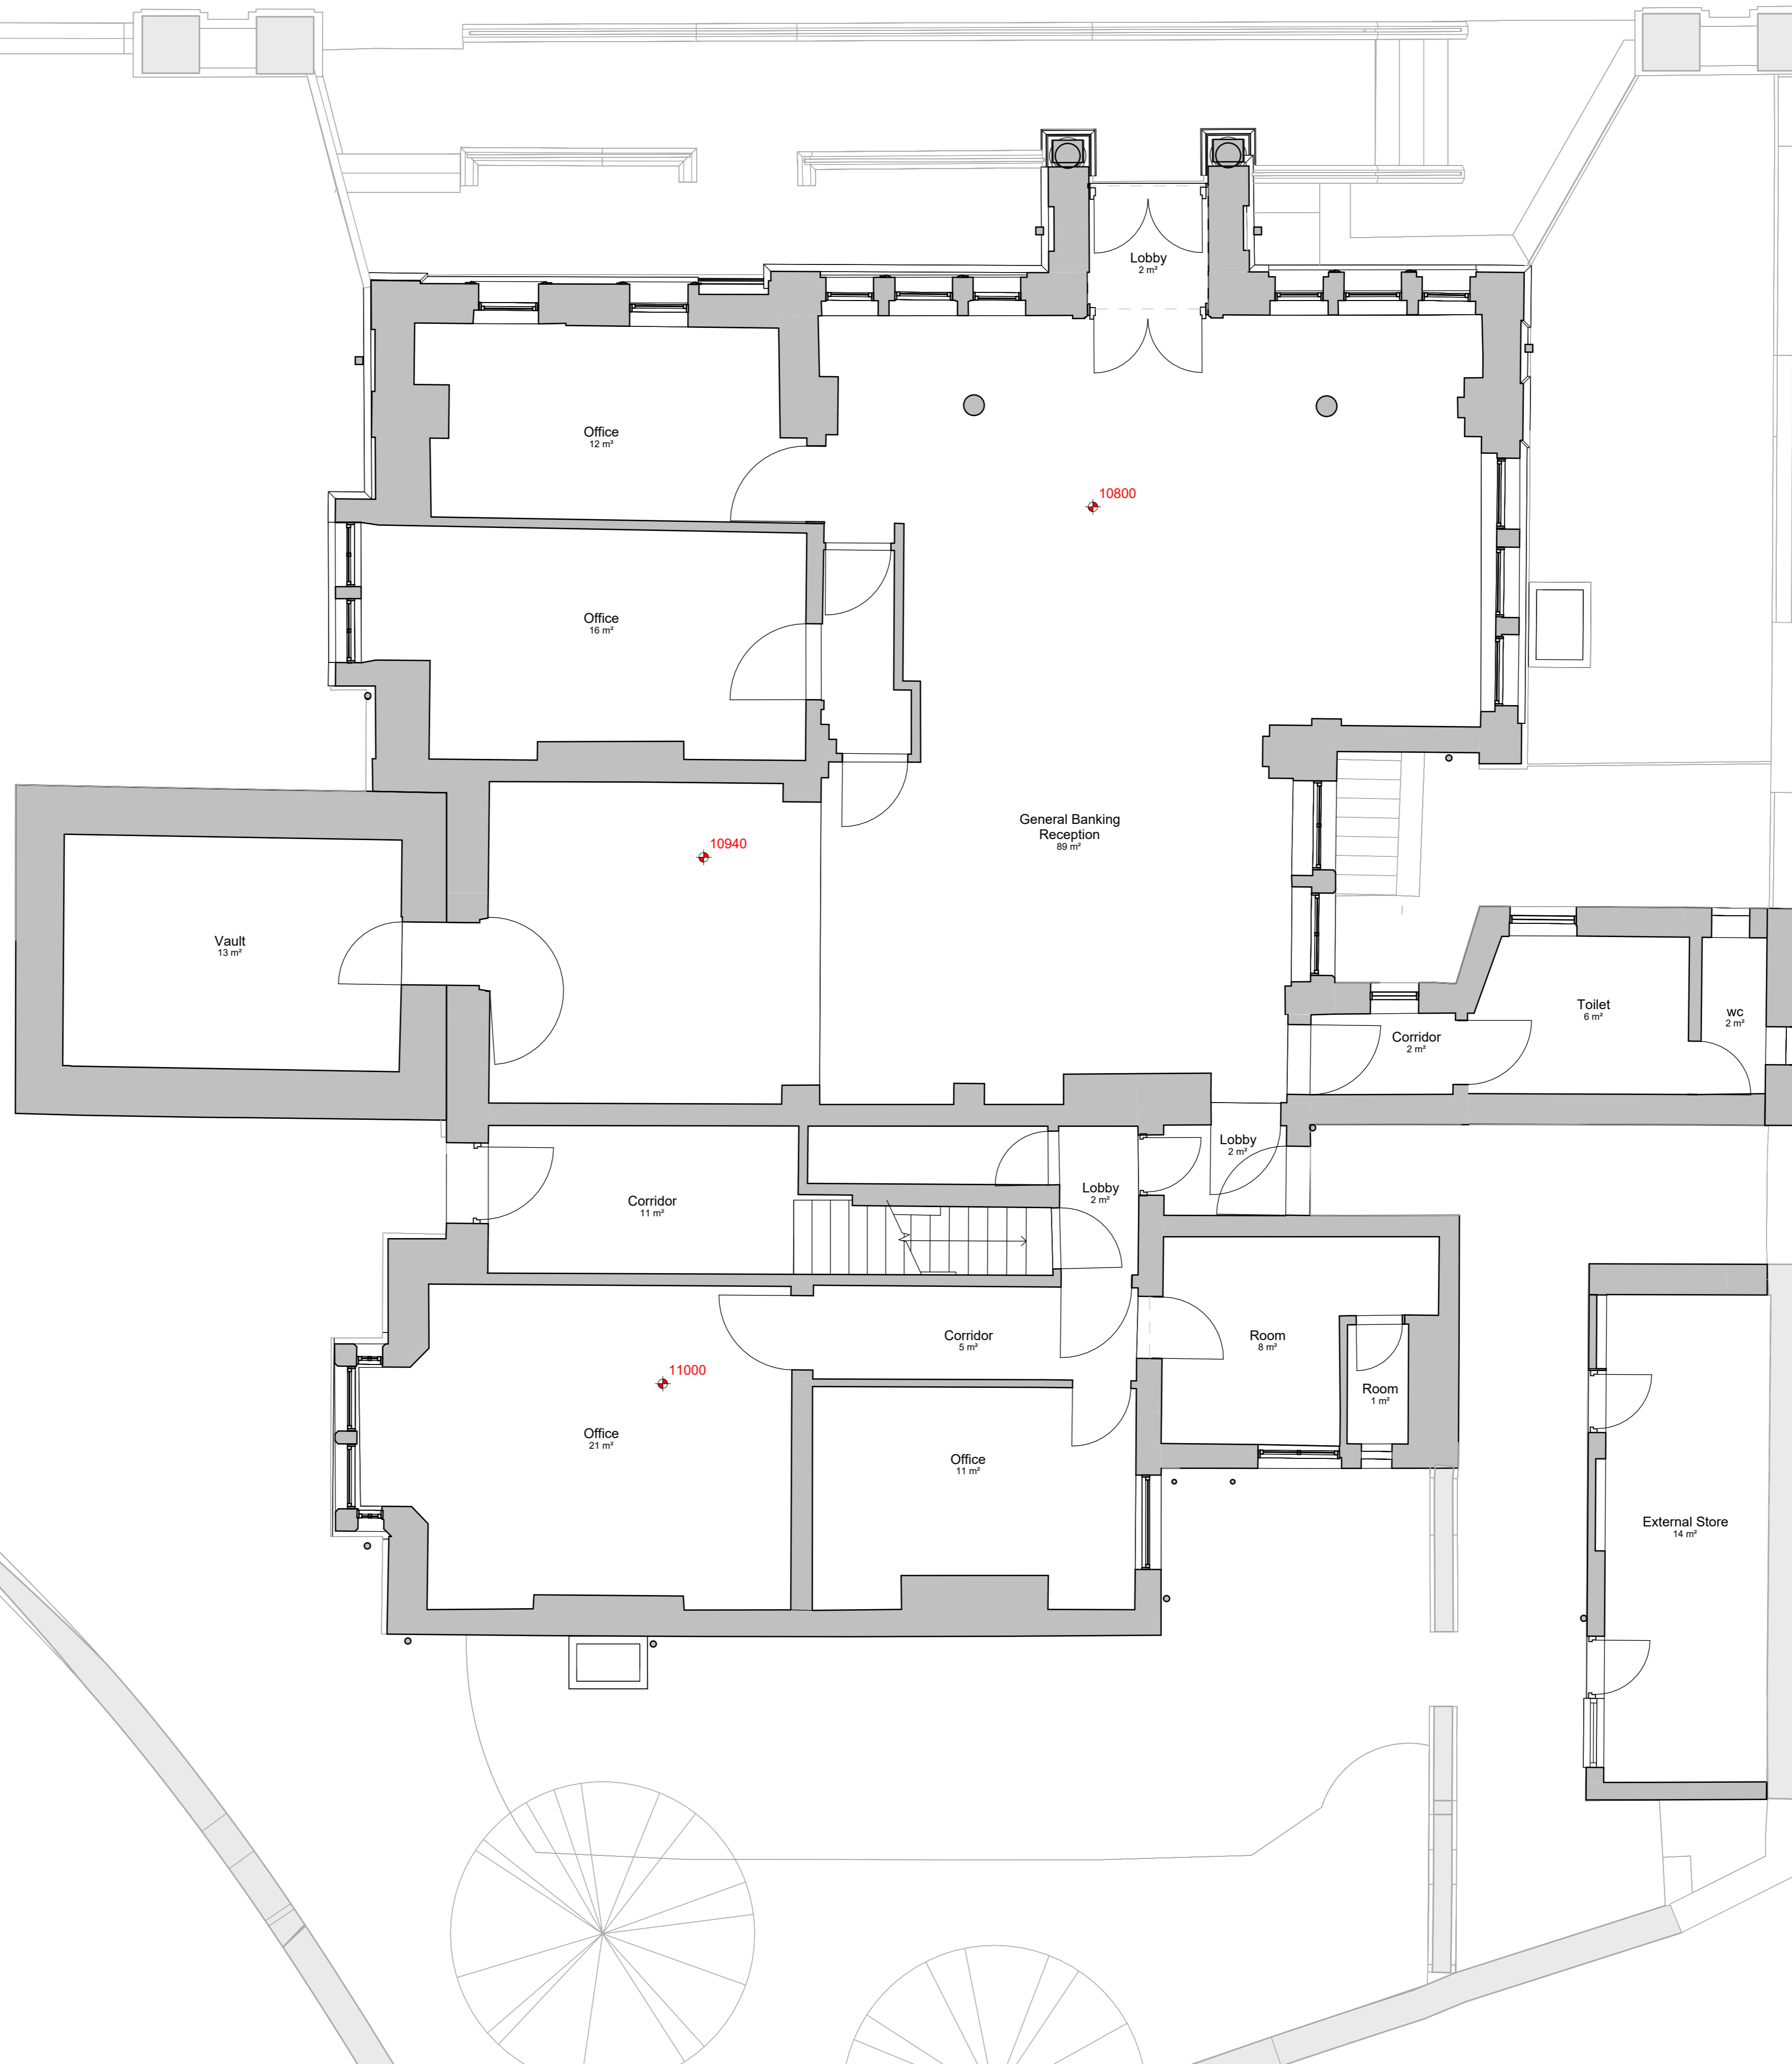 Lobby
2 m²
Office
12 m²
10800
Office
16 m²
General Banking
Reception
89 m²
10940
Vault
13 m²
Toilet
6 m²
wc
2 m²
Corridor
2 m²
Lobby
2 m²
Lobby
2 m²
Corridor
11 m²
Corridor
5 m²
Room
8 m²
11000
Room
1 m²
Office
21 m²
Office
11 m²
External Store
14 m²